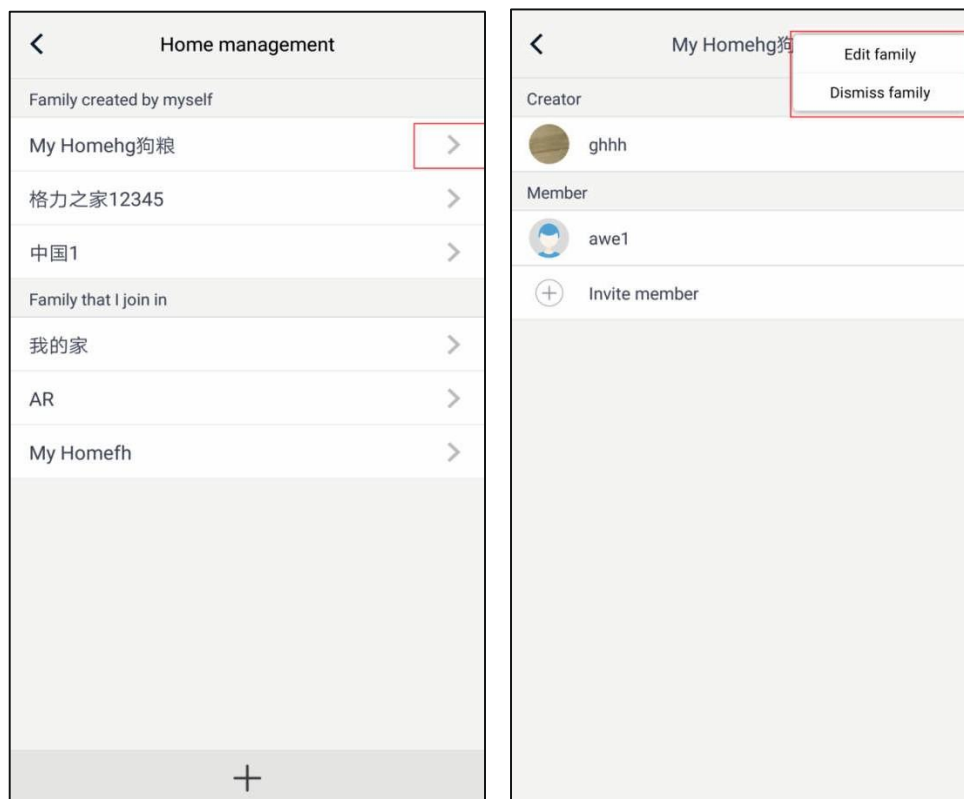 Home management
Family created by myself
My Homehg狗粮
格力之家12345
中国1
Family that I join in
我的家
AR
My Homefh
My Homehg狗
Edit family
Dismiss family
Creator
ghhh
Member
awe1
Invite member